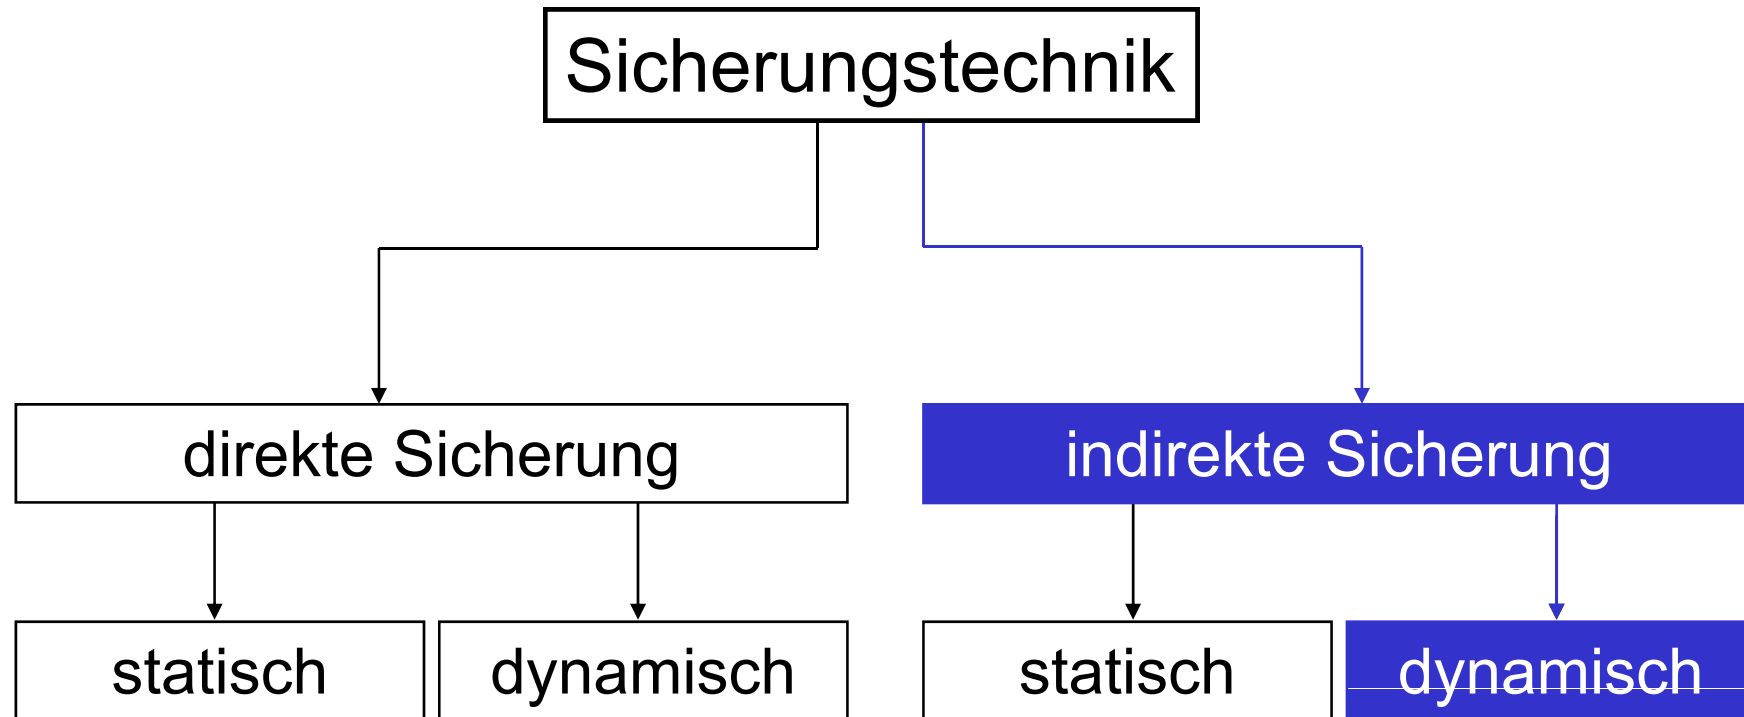 Sicherungstechnik
direkte Sicherung
indirekte Sicherung
statisch
dynamisch
statisch
dynamisch